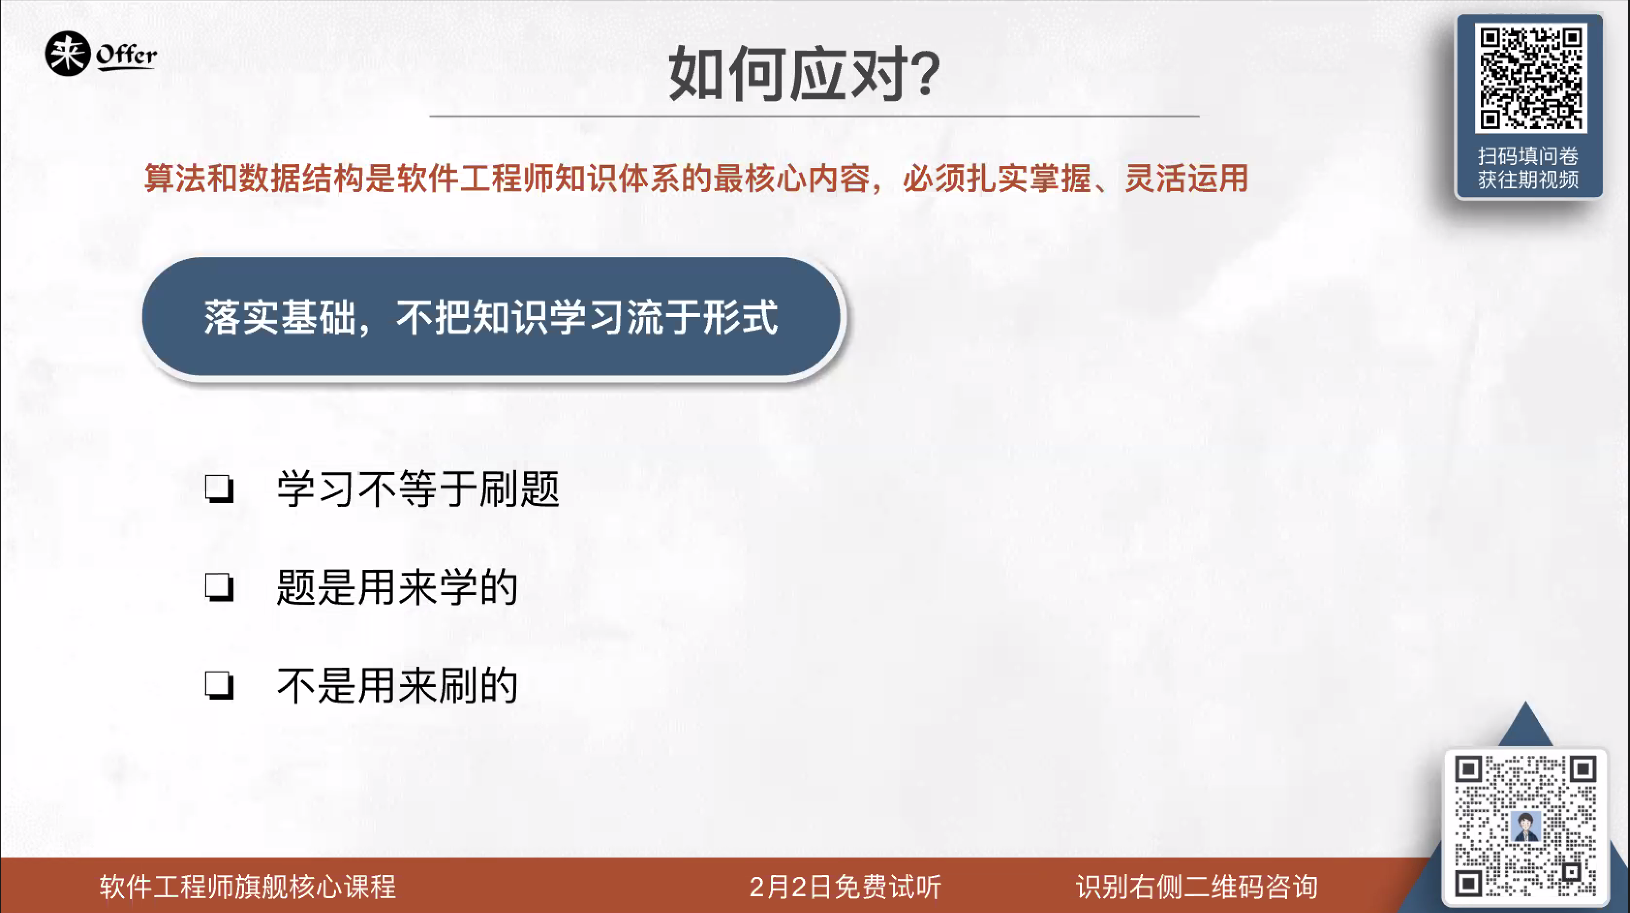 来 Offer
如何应对?
扫码填问卷
获往期视频
算法和数据结构是软件工程师知识体系的最核心内容，必须扎实掌握、灵活运用
落实基础，不把知识学习流于形式
❏ 学习不等于刷题
❏ 题是用来学的
❏ 不是用来刷的
软件工程师旗舰核心课程
2月2日免费试听
识别右侧二维码咨询